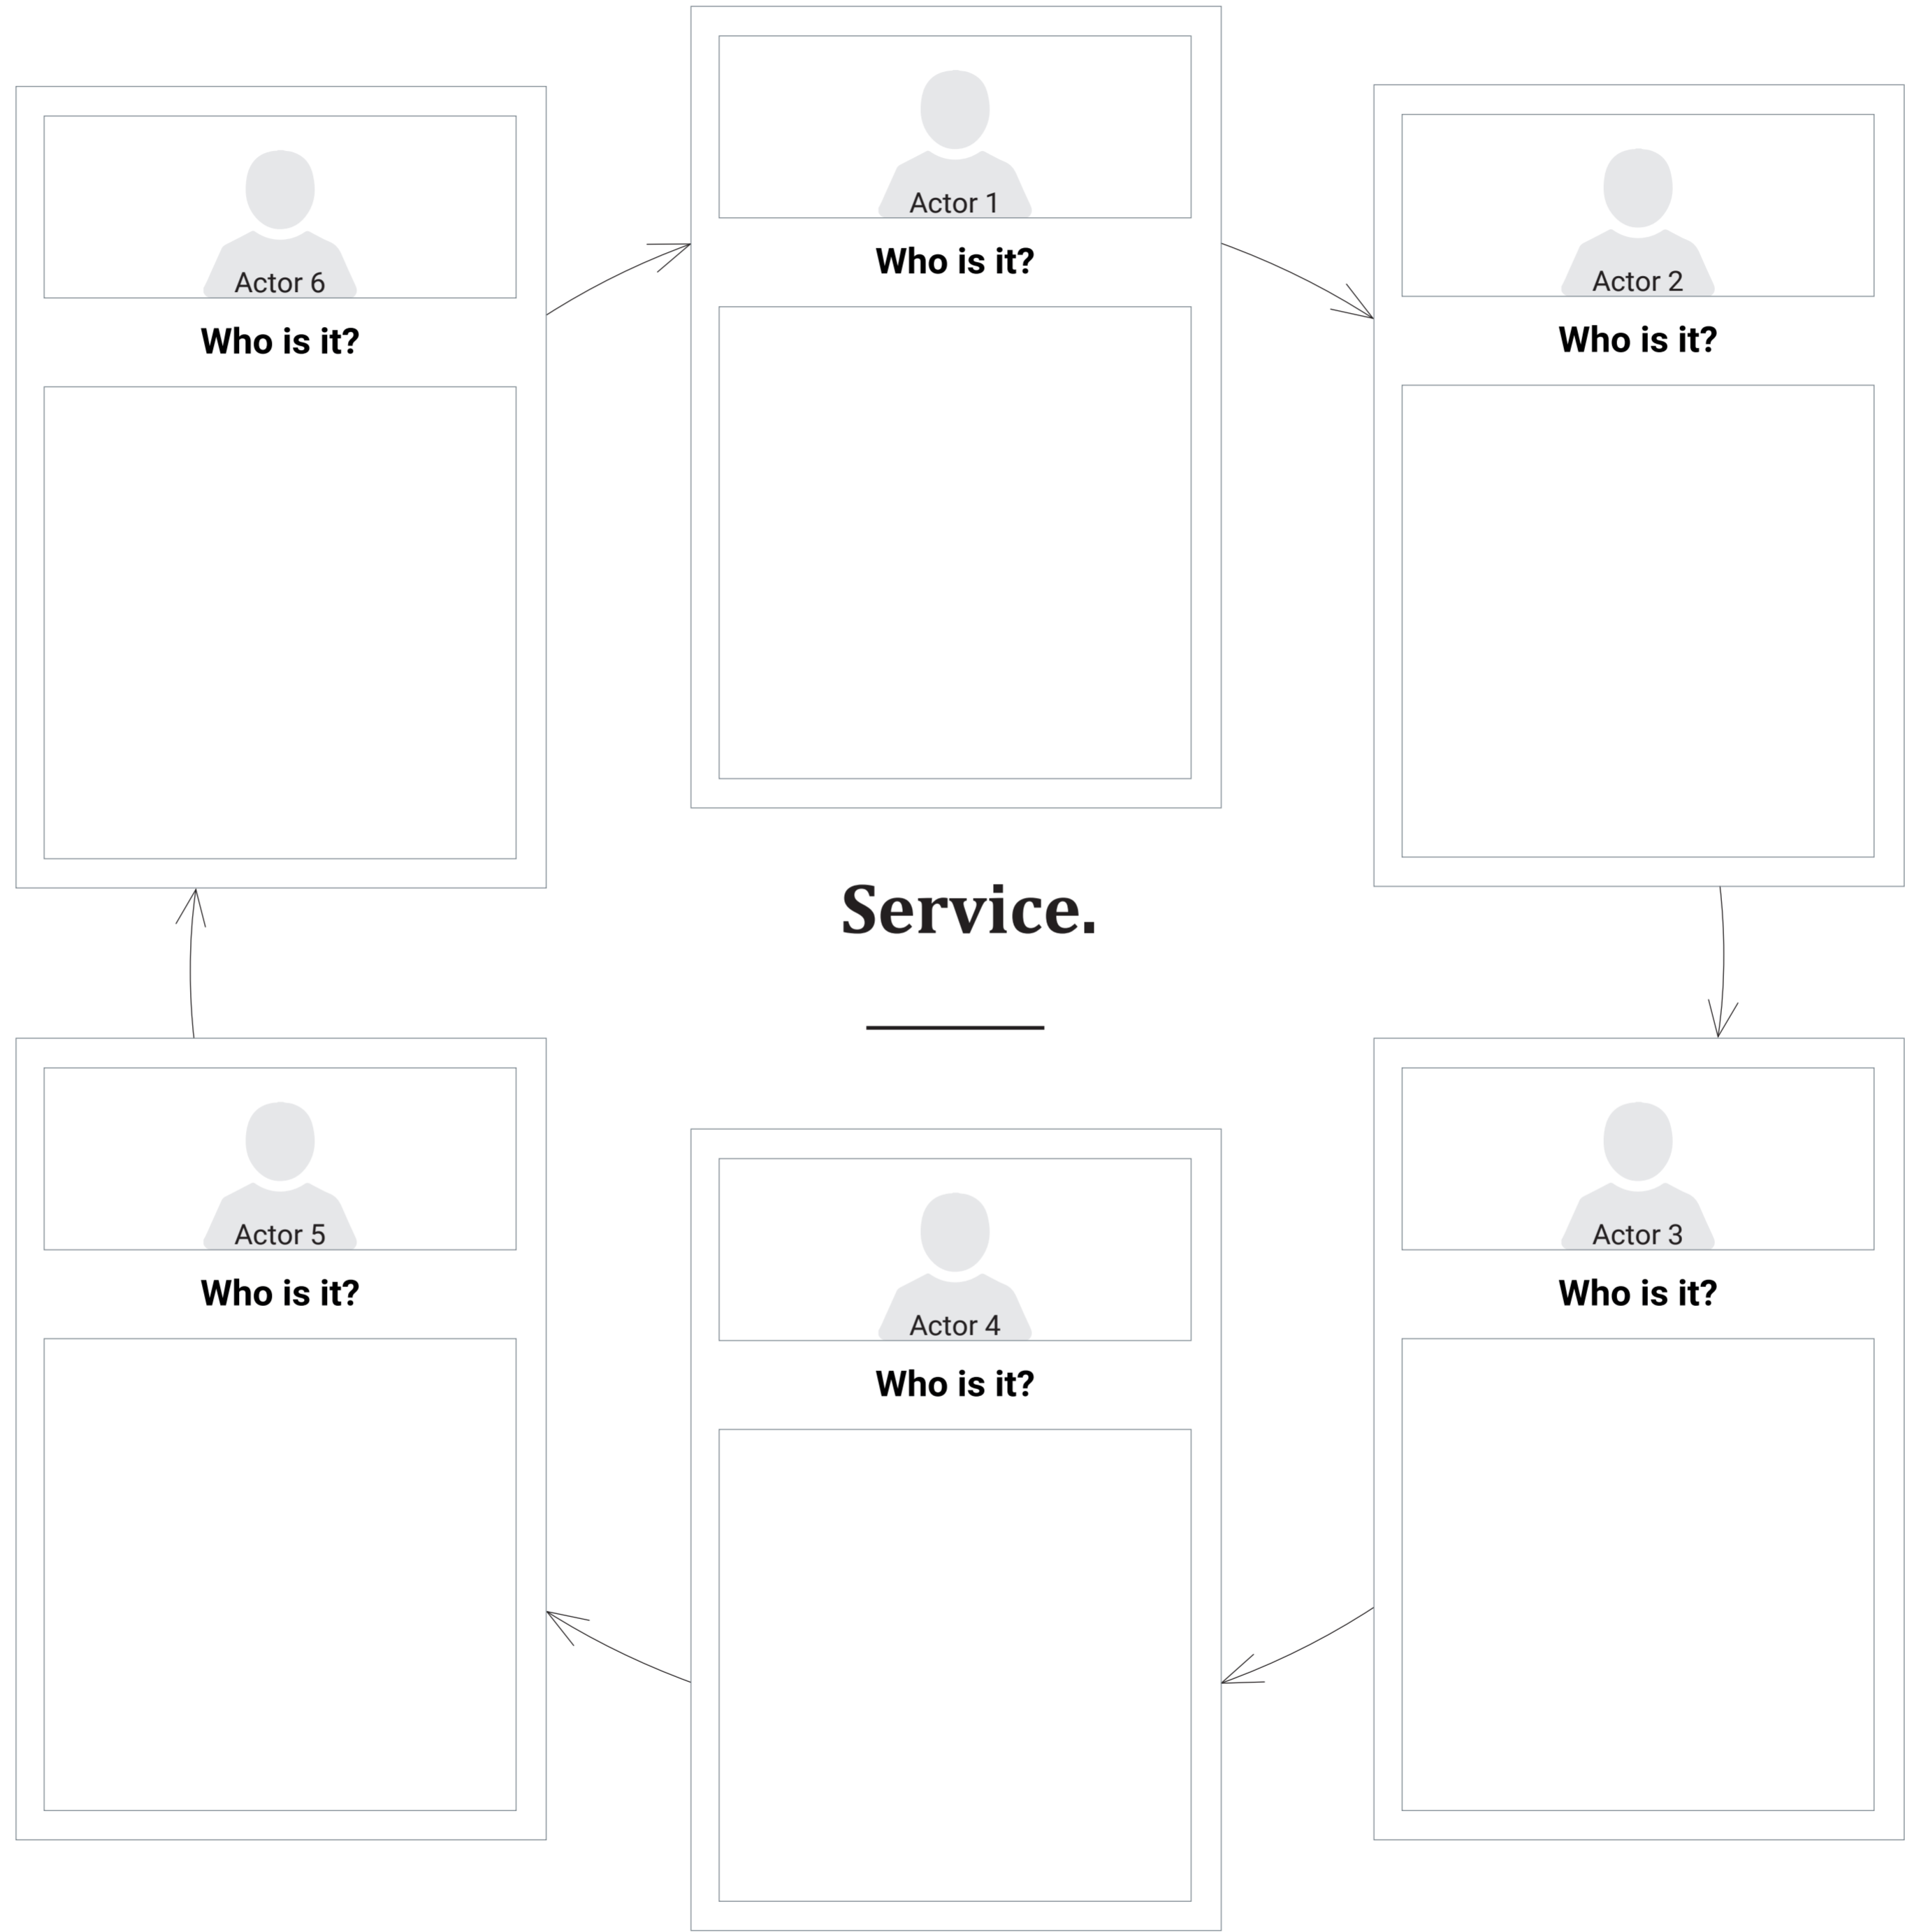 Actor 1
Who is it?
Actor 6
Who is it?
Actor 2
Who is it?
Service.
Actor 5
Who is it?
Actor 4
Who is it?
Actor 3
Who is it?